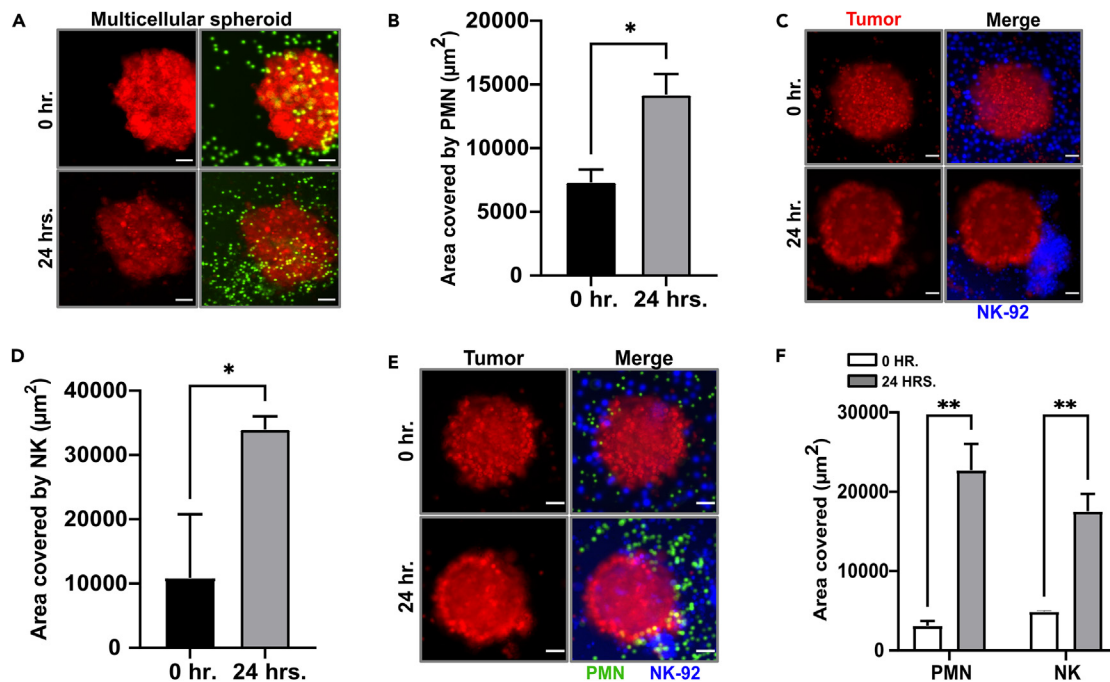 A
Multicellular spheroid
0 hr.
24 hrs.
B
Area covered by PMN (µm²)
20000
15000
10000
5000
0
*
0 hr. 24 hrs.
C
Tumor Merge
0 hr.
24 hr.
NK-92
D
Area covered by NK (µm²)
40000
30000
20000
10000
0
*
0 hr. 24 hrs.
E
Tumor Merge
0 hr.
24 hr.
PMN NK-92
F
0 HR.
24 HRS.
Area covered (µm²)
30000
20000
10000
0
** **
PMN NK